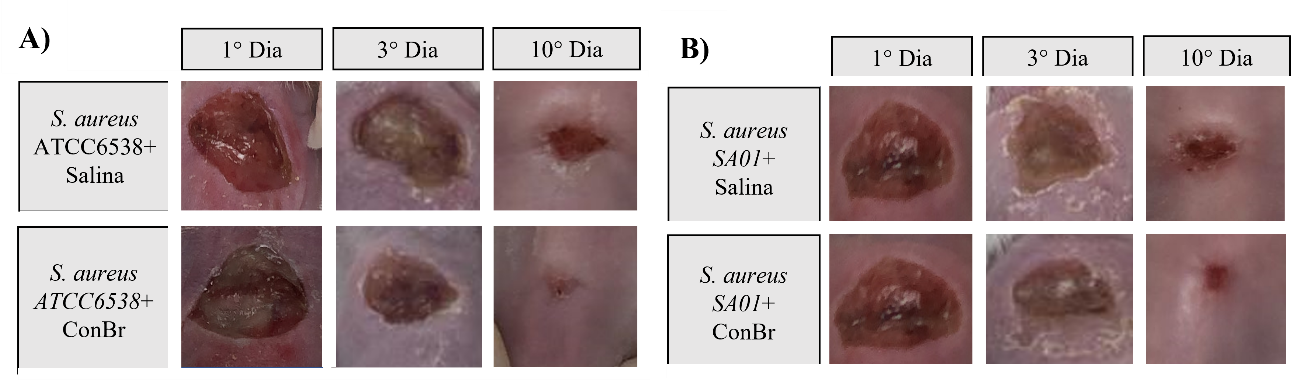 A)
1° Dia
3° Dia
10° Dia
S. aureus
ATCC6538+
Salina
S. aureus
ATCC6538+
ConBr
B)
1° Dia
3° Dia
10° Dia
S. aureus
SA01+
Salina
S. aureus
SA01+
ConBr